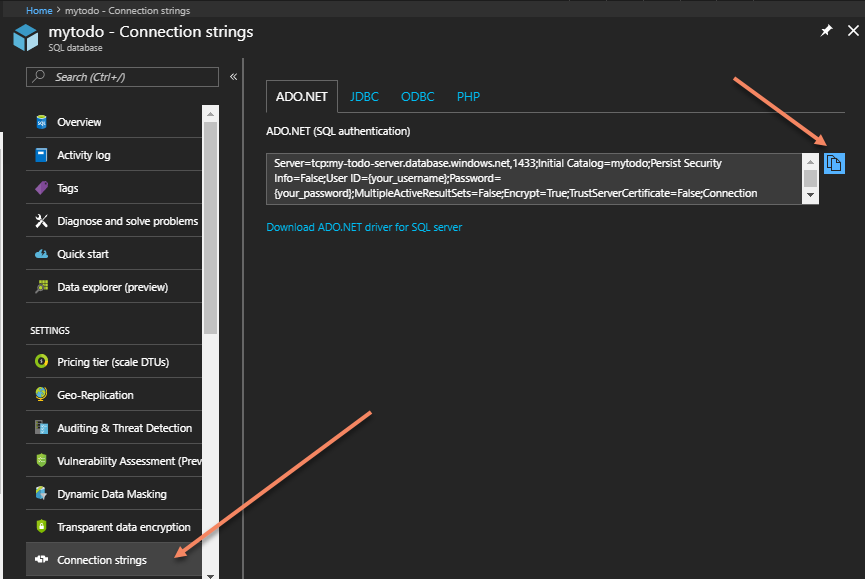 Home > mytodo - Connection strings
mytodo - Connection strings
SQL database
Search (Ctrl+/)
«
Overview
Activity log
Tags
Diagnose and solve problems
Quick start
Data explorer (preview)
SETTINGS
Pricing tier (scale DTUs)
Geo-Replication
Auditing & Threat Detection
Vulnerability Assessment (Prev
Dynamic Data Masking
Transparent data encryption
Connection strings
ADO.NET JDBC ODBC PHP
ADO.NET (SQL authentication)
Server=tcp:my-todo-server.database.windows.net,1433;Initial Catalog=mytodo;Persist Security
Info=False;User ID={your_username};Password=
{your_password};MultipleActiveResultSets=False;Encrypt=True;TrustServerCertificate=False;Connection
Download ADO.NET driver for SQL server